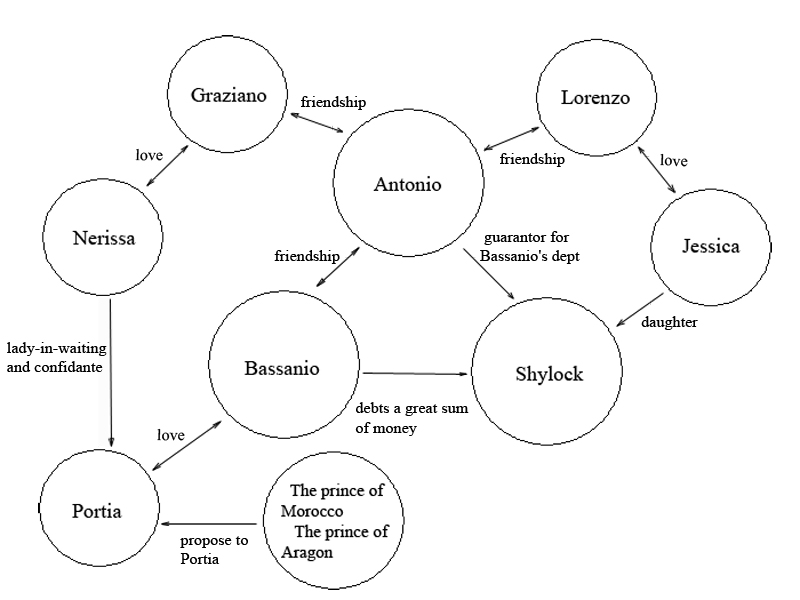 Graziano
friendship
Lorenzo
love
Antonio
friendship
love
Nerissa
guarantor for
Bassanio's dept
Jessica
friendship
daughter
lady-in-waiting
and confidante
Bassanio
Shylock
debts a great sum
of money
love
Portia
The prince of
Morocco
The prince of
Aragon
propose to
Portia